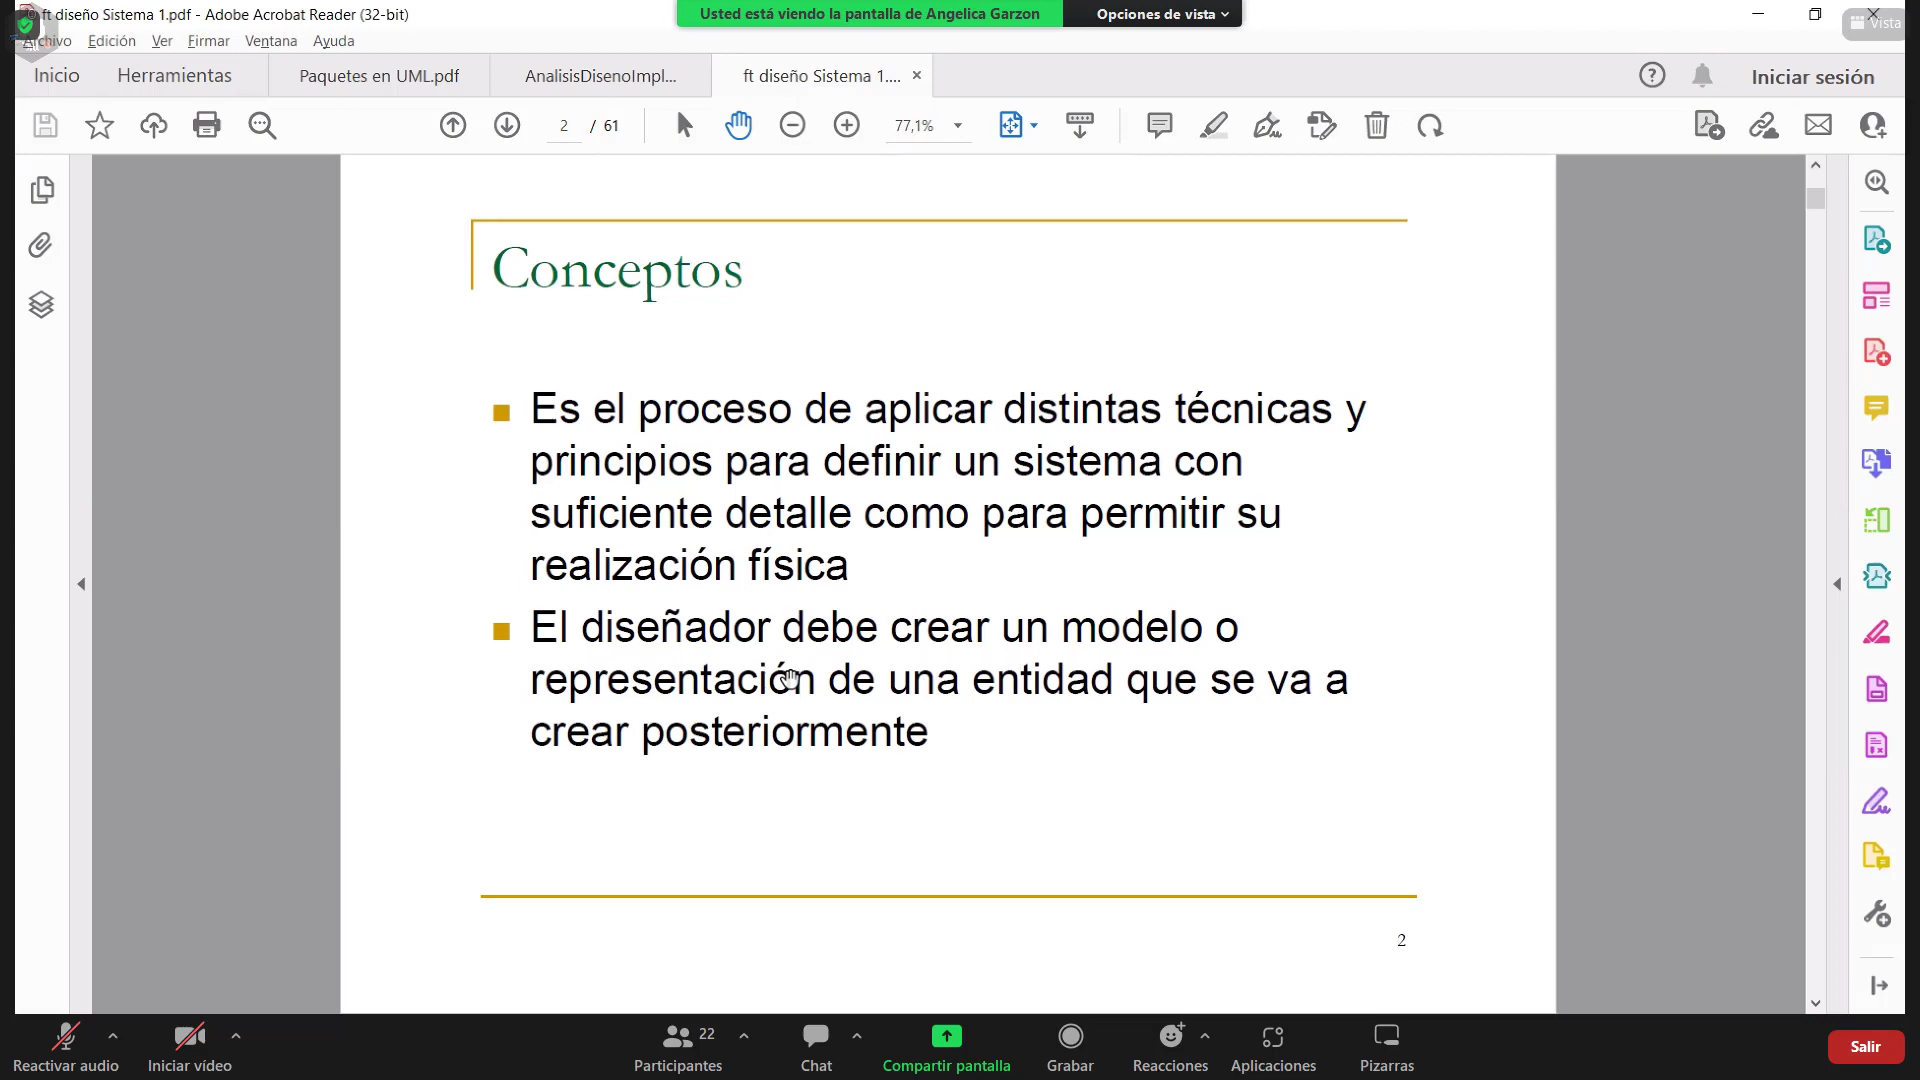 ft diseño Sistema 1.pdf - Adobe Acrobat Reader (32-bit)
Usted está viendo la pantalla de Angelica Garzon
Opciones de vista
Vista
Archivo Edición Ver Firmar Ventana Ayuda
Inicio Herramientas Paquetes en UML.pdf AnalisisDisenoImpl... ft diseño Sistema 1.... × Iniciar sesión
2 / 61 77,1%
Conceptos
Es el proceso de aplicar distintas técnicas y
principios para definir un sistema con
suficiente detalle como para permitir su
realización física
El diseñador debe crear un modelo o
representación de una entidad que se va a
crear posteriormente
2
22
Reactivar audio Iniciar vídeo Participantes Chat Compartir pantalla Grabar Reacciones Aplicaciones Pizarras Salir